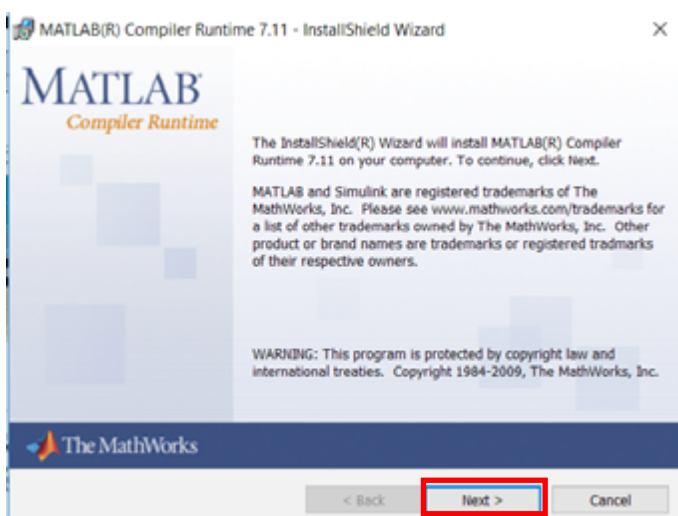 MATLAB(R) Compiler Runtime 7.11 - InstallShield Wizard
MATLAB
Compiler Runtime
The InstallShield(R) Wizard will install MATLAB(R) Compiler
Runtime 7.11 on your computer. To continue, click Next.
MATLAB and Simulink are registered trademarks of The
MathWorks, Inc. Please see www.mathworks.com/trademarks for
a list of other trademarks owned by The MathWorks, Inc. Other
product or brand names are trademarks or registered tradmarks
of their respective owners.
WARNING: This program is protected by copyright law and
international treaties. Copyright 1984-2009, The MathWorks, Inc.
The MathWorks
< Back
Next >
Cancel